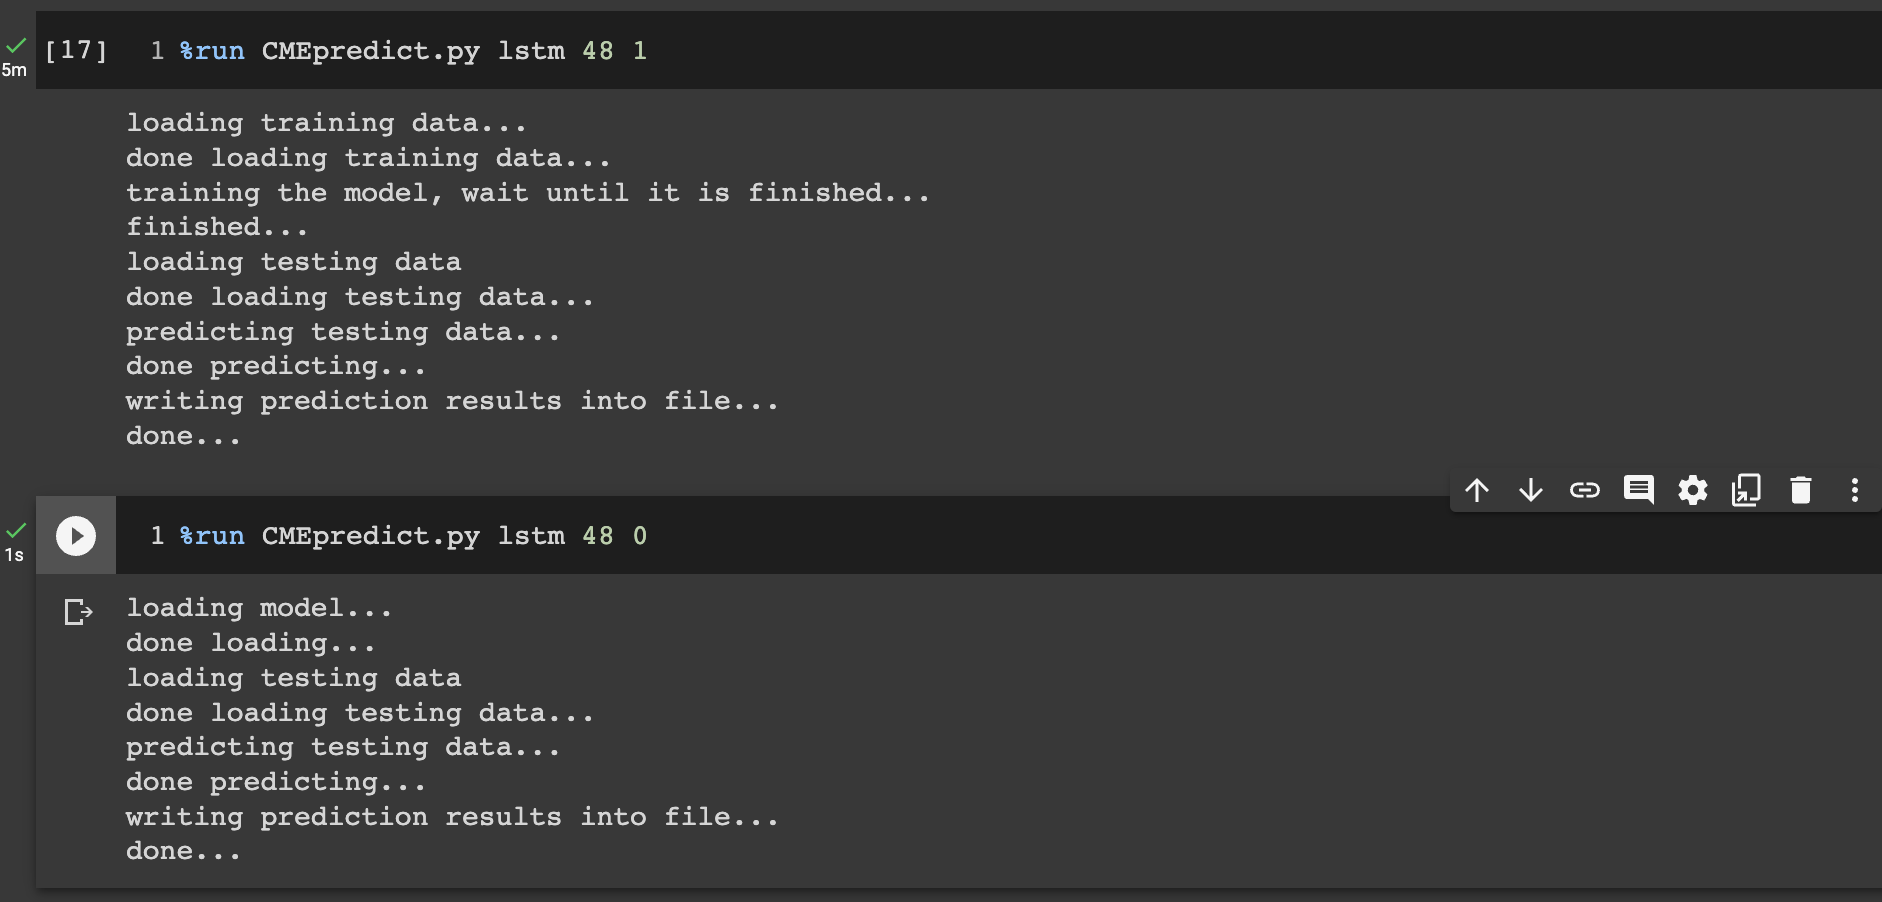 5m
[17] 1 %run CMEpredict.py lstm 48 1
loading training data...
done loading training data...
training the model, wait until it is finished...
finished...
loading testing data
done loading testing data...
predicting testing data...
done predicting...
writing prediction results into file...
done...
1s
1 %run CMEpredict.py lstm 48 0
loading model...
done loading...
loading testing data
done loading testing data...
predicting testing data...
done predicting...
writing prediction results into file...
done...